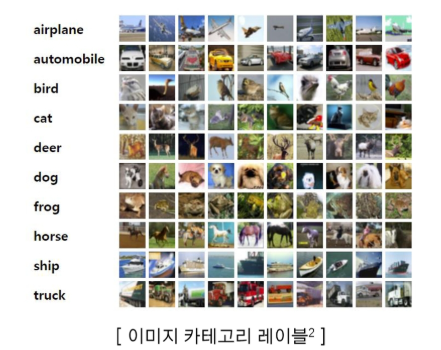 airplane
automobile
bird
cat
deer
dog
frog
horse
ship
truck
[ 이미지 카테고리 레이블² ]